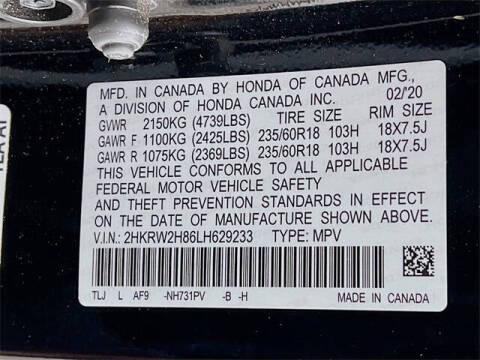 MFD. IN CANADA BY HONDA OF CANADA MFG.,
A DIVISION OF HONDA CANADA INC. 02/'20
GVWR 2150KG (4739LBS) TIRE SIZE RIM SIZE
GAWR F 1100KG (2425LBS) 235/60R18 103H 18X7.5J
GAWR R 1075KG (2369LBS) 235/60R18 103H 18X7.5J
THIS VEHICLE CONFORMS TO ALL APPLICABLE
FEDERAL MOTOR VEHICLE SAFETY
AND THEFT PREVENTION STANDARDS IN EFFECT
ON THE DATE OF MANUFACTURE SHOWN ABOVE.
V.I.N.: 2HKRW2H86LH629233 TYPE: MPV
TLJ L AF9 -NH731PV -B -H MADE IN CANADA